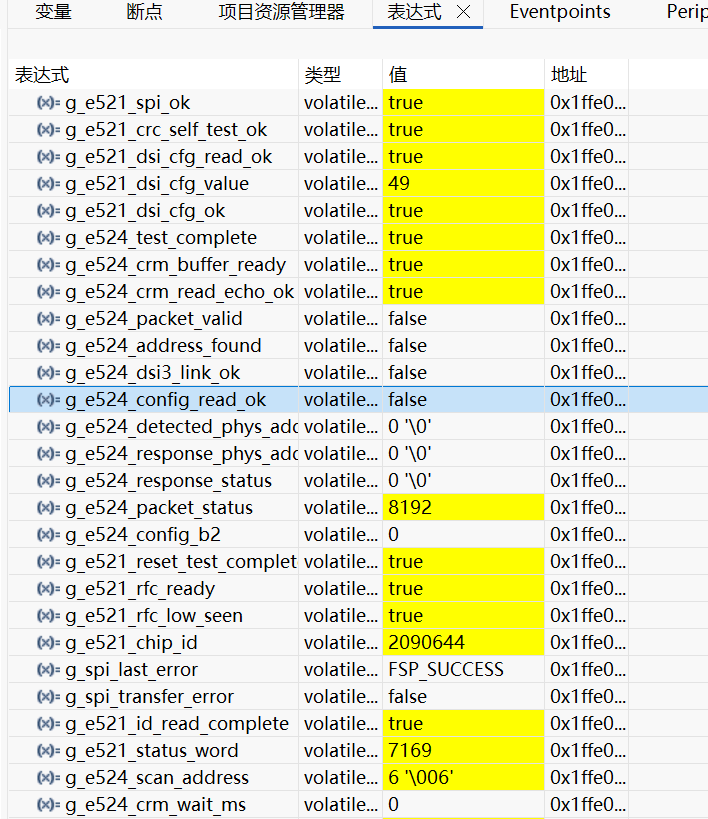 变量 断点 项目资源管理器 表达式 Eventpoints Perip
表达式 类型 值 地址
(x)= g_e521_spi_ok volatile... true 0x1ffe0...
(x)= g_e521_crc_self_test_ok volatile... true 0x1ffe0...
(x)= g_e521_dsi_cfg_read_ok volatile... true 0x1ffe0...
(x)= g_e521_dsi_cfg_value volatile... 49 0x1ffe0...
(x)= g_e521_dsi_cfg_ok volatile... true 0x1ffe0...
(x)= g_e524_test_complete volatile... true 0x1ffe0...
(x)= g_e524_crm_buffer_ready volatile... true 0x1ffe0...
(x)= g_e524_crm_read_echo_ok volatile... true 0x1ffe0...
(x)= g_e524_packet_valid volatile... false 0x1ffe0...
(x)= g_e524_address_found volatile... false 0x1ffe0...
(x)= g_e524_dsi3_link_ok volatile... false 0x1ffe0...
(x)= g_e524_config_read_ok volatile... false 0x1ffe0...
(x)= g_e524_detected_phys_add volatile... 0 '\0' 0x1ffe0...
(x)= g_e524_response_phys_add volatile... 0 '\0' 0x1ffe0...
(x)= g_e524_response_status volatile... 0 '\0' 0x1ffe0...
(x)= g_e524_packet_status volatile... 8192 0x1ffe0...
(x)= g_e524_config_b2 volatile... 0 0x1ffe0...
(x)= g_e521_reset_test_complet volatile... true 0x1ffe0...
(x)= g_e521_rfc_ready volatile... true 0x1ffe0...
(x)= g_e521_rfc_low_seen volatile... true 0x1ffe0...
(x)= g_e521_chip_id volatile... 2090644 0x1ffe0...
(x)= g_spi_last_error volatile... FSP_SUCCESS 0x1ffe0...
(x)= g_spi_transfer_error volatile... false 0x1ffe0...
(x)= g_e521_id_read_complete volatile... true 0x1ffe0...
(x)= g_e521_status_word volatile... 7169 0x1ffe0...
(x)= g_e524_scan_address volatile... 6 '\006' 0x1ffe0...
(x)= g_e524_crm_wait_ms volatile... 0 0x1ffe0...